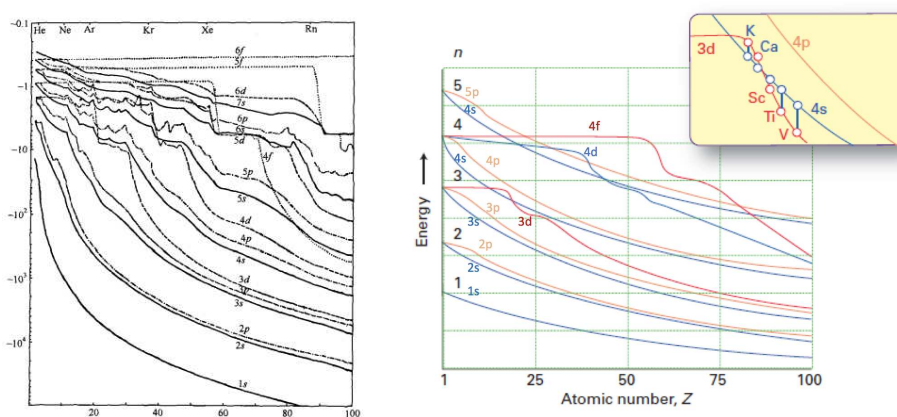 -0.1
He Ne Ar Kr Xe Rn
6f
5f
-1
6d
7s
6p
6s
5d
4f
-10
5p
5s
4d
4p
4s
-10²
3d
3p
3s
-10³
2p
2s
-10⁴
1s
20 40 60 80 100
n
5
5p
4s
4
4f
4d
4s
4p
3
3p
3s
3d
2
2p
2s
1
1s
Energy
1 25 50 75 100
Atomic number, Z
K
Ca
4p
3d
Sc
4s
Ti
V